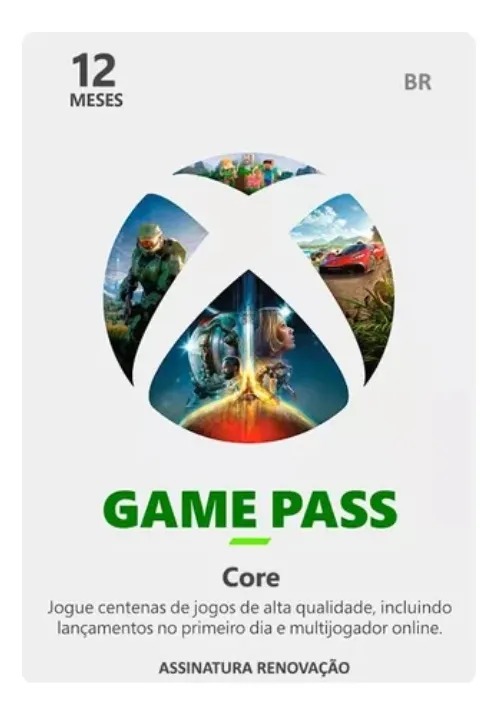 12
MESES
BR
GAME PASS
Core
Jogue centenas de jogos de alta qualidade, incluindo
lançamentos no primeiro dia e multijogador online.
ASSINATURA RENOVAÇÃO